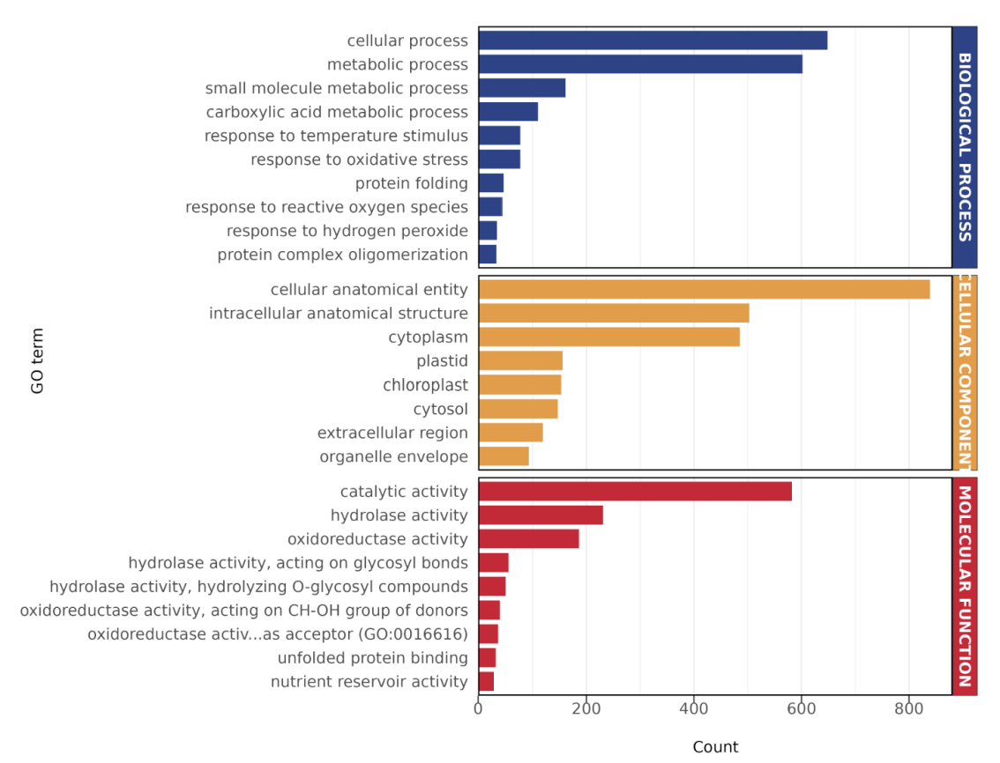 cellular process
metabolic process
small molecule metabolic process
carboxylic acid metabolic process
response to temperature stimulus
response to oxidative stress
protein folding
response to reactive oxygen species
response to hydrogen peroxide
protein complex oligomerization
BIOLOGICAL PROCESS
cellular anatomical entity
intracellular anatomical structure
cytoplasm
plastid
chloroplast
cytosol
extracellular region
organelle envelope
CELLULAR COMPONENT
catalytic activity
hydrolase activity
oxidoreductase activity
hydrolase activity, acting on glycosyl bonds
hydrolase activity, hydrolyzing O-glycosyl compounds
oxidoreductase activity, acting on CH-OH group of donors
oxidoreductase activ...as acceptor (GO:0016616)
unfolded protein binding
nutrient reservoir activity
MOLECULAR FUNCTION
GO term
0 200 400 600 800
Count